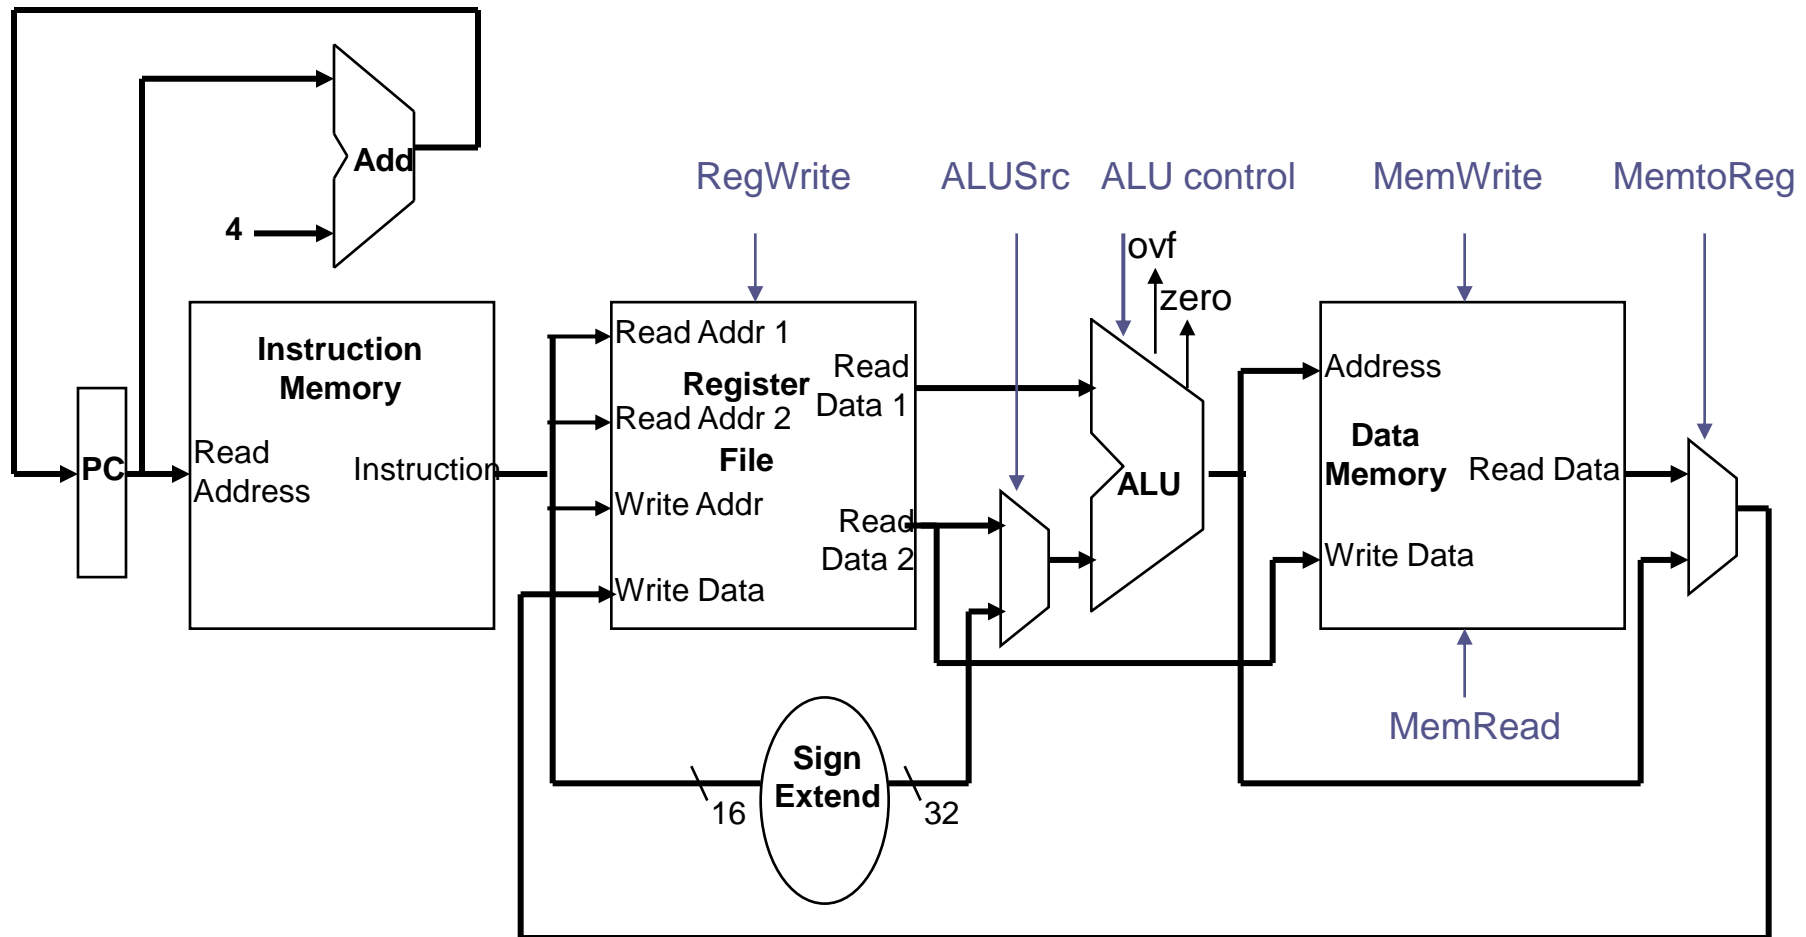 Add
4
RegWrite
ALUSrc
ALU control
MemWrite
MemtoReg
ovf
zero
PC
Instruction
Memory
Read
Address
Instruction
Read Addr 1
Register
Read Addr 2
File
Write Addr
Write Data
Read
Data 1
Read
Data 2
ALU
Address
Data
Memory
Read Data
Write Data
MemRead
Sign
Extend
16
32